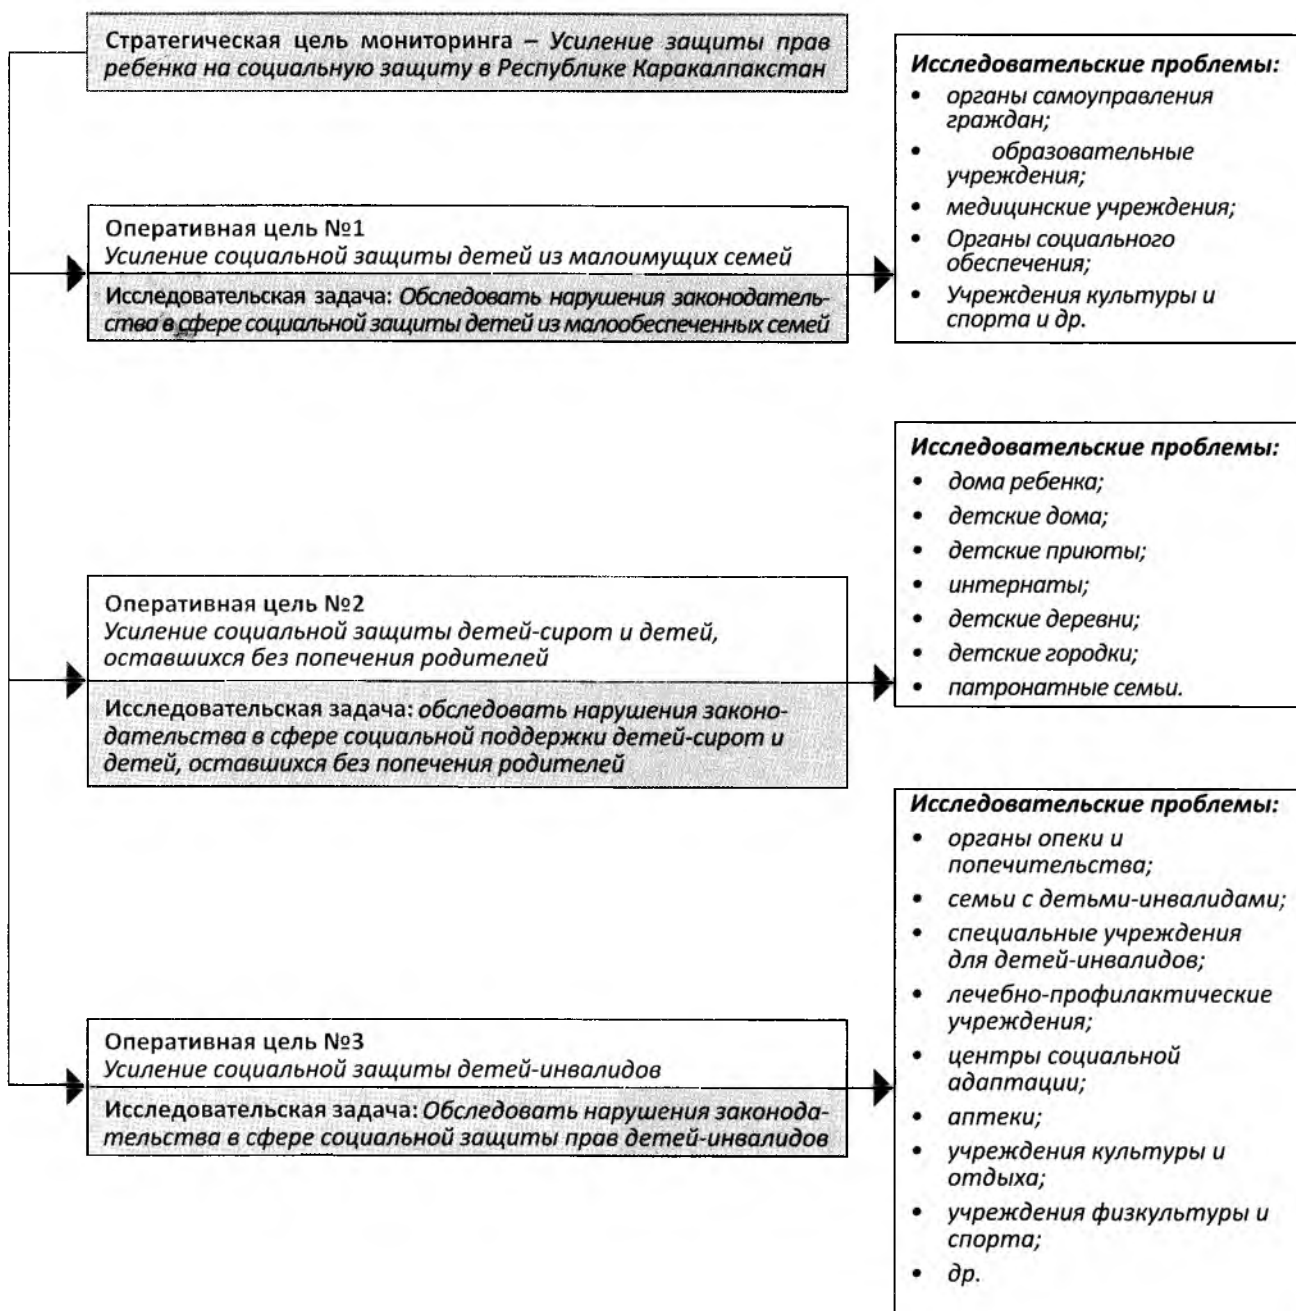 Стратегическая цель мониторинга – Усиление защиты прав
ребенка на социальную защиту в Республике Каракалпакстан
Оперативная цель №1
Усиление социальной защиты детей из малоимущих семей
Исследовательская задача: Обследовать нарушения законодатель-
ства в сфере социальной защиты детей из малообеспеченных семей
Исследовательские проблемы:
• органы самоуправления
граждан;
• образовательные
учреждения;
• медицинские учреждения;
• Органы социального
обеспечения;
• Учреждения культуры и
спорта и др.
Оперативная цель №2
Усиление социальной защиты детей-сирот и детей,
оставшихся без попечения родителей
Исследовательская задача: обследовать нарушения законо-
дательства в сфере социальной поддержки детей-сирот и
детей, оставшихся без попечения родителей
Исследовательские проблемы:
• дома ребенка;
• детские дома;
• детские приюты;
• интернаты;
• детские деревни;
• детские городки;
• патронатные семьи.
Оперативная цель №3
Усиление социальной защиты детей-инвалидов
Исследовательская задача: Обследовать нарушения законода-
тельства в сфере социальной защиты прав детей-инвалидов
Исследовательские проблемы:
• органы опеки и
попечительства;
• семьи с детьми-инвалидами;
• специальные учреждения
для детей-инвалидов;
• лечебно-профилактические
учреждения;
• центры социальной
адаптации;
• аптеки;
• учреждения культуры и
отдыха;
• учреждения физкультуры и
спорта;
• др.